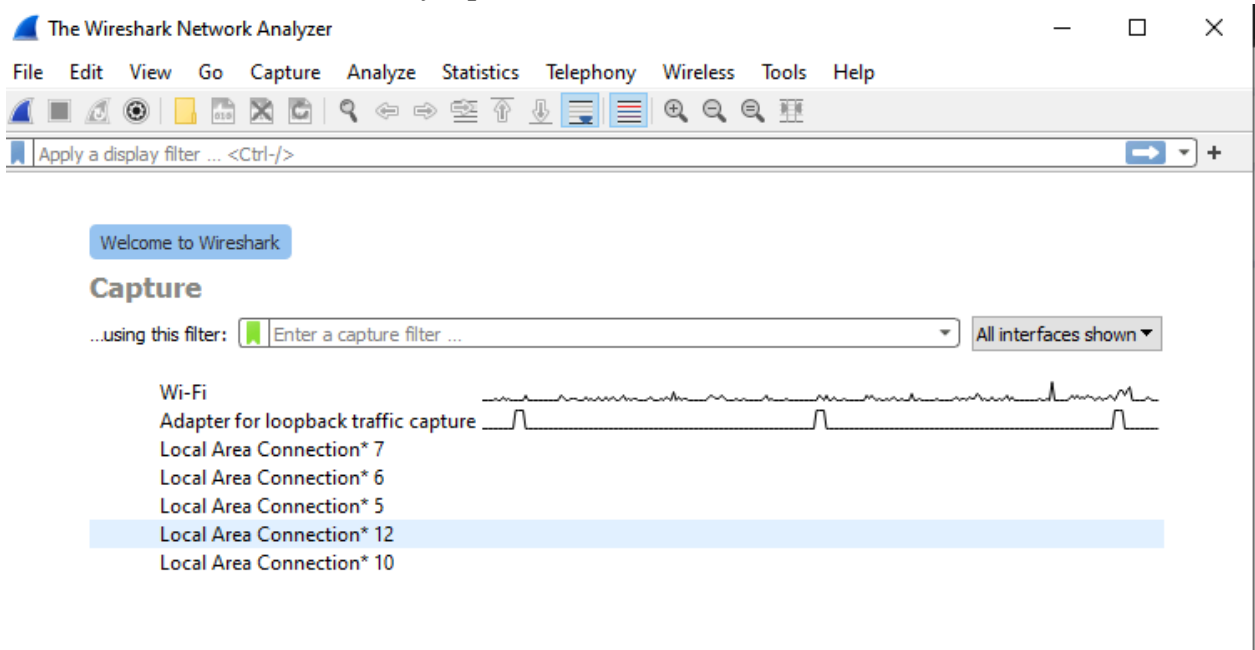 The Wireshark Network Analyzer
File Edit View Go Capture Analyze Statistics Telephony Wireless Tools Help
Apply a display filter ... <Ctrl-/>
Welcome to Wireshark
Capture
...using this filter: Enter a capture filter ... All interfaces shown
Wi-Fi
Adapter for loopback traffic capture
Local Area Connection* 7
Local Area Connection* 6
Local Area Connection* 5
Local Area Connection* 12
Local Area Connection* 10